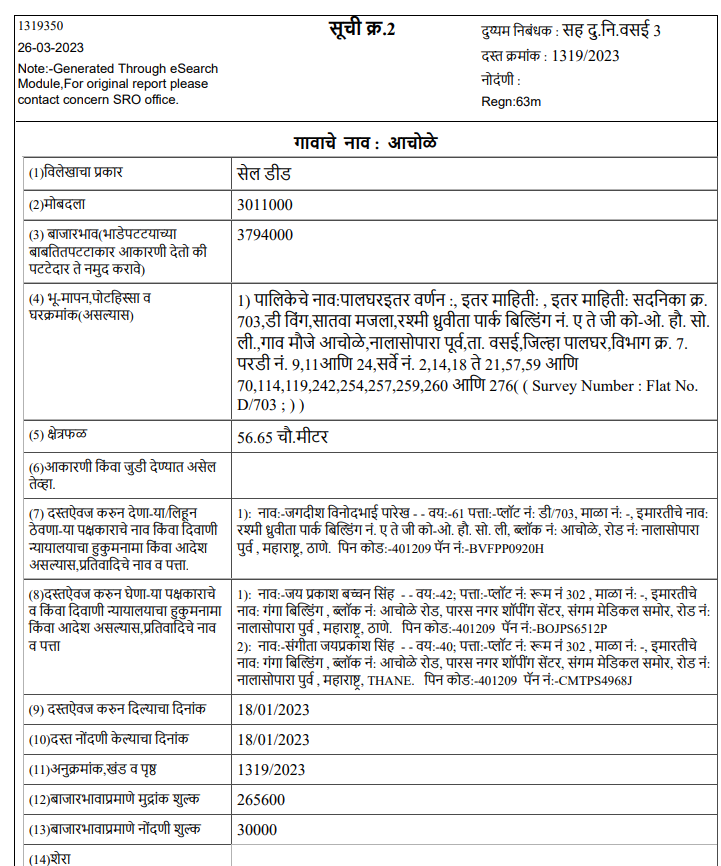 1319350
26-03-2023
Note:-Generated Through eSearch
Module,For original report please
contact concern SRO office.
सूची क्र.2
दुय्यम निबंधक : सह दु.नि.वसई 3
दस्त क्रमांक : 1319/2023
नोदंणी :
Regn:63m
गावाचे नाव : आचोळे
(1)विलेखाचा प्रकार
सेल डीड
(2)मोबदला
3011000
(3) बाजारभाव(भाडेपटटयाच्या
बाबतितपटटाकार आकारणी देतो की
पटटेदार ते नमुद करावे)
3794000
(4) भू-मापन,पोटहिस्सा व
घरक्रमांक(असल्यास)
1) पालिकेचे नाव:पालघरइतर वर्णन :, इतर माहिती: , इतर माहिती: सदनिका क्र.
703,डी विंग,सातवा मजला,रश्मी ध्रुवीता पार्क बिल्डिंग नं. ए ते जी को-ओ. हौ. सो.
ली.,गाव मौजे आचोळे,नालासोपारा पूर्व,ता. वसई,जिल्हा पालघर,विभाग क्र. 7.
परडी नं. 9,11आणि 24,सर्वे नं. 2,14,18 ते 21,57,59 आणि
70,114,119,242,254,257,259,260 आणि 276( ( Survey Number : Flat No.
D/703 ; ) )
(5) क्षेत्रफळ
56.65 चौ.मीटर
(6)आकारणी किंवा जुडी देण्यात असेल
तेव्हा.
(7) दस्तऐवज करुन देणा-या/लिहून
ठेवणा-या पक्षकाराचे नाव किंवा दिवाणी
न्यायालयाचा हुकुमनामा किंवा आदेश
असल्यास,प्रतिवादिचे नाव व पत्ता.
1): नाव:-जगदीश विनोदभाई पारेख - - वय:-61 पत्ता:-प्लॉट नं: डी/703, माळा नं: -, इमारतीचे नाव:
रश्मी ध्रुवीता पार्क बिल्डिंग नं. ए ते जी को-ओ. हौ. सो. ली, ब्लॉक नं: आचोळे, रोड नं: नालासोपारा
पुर्व , महाराष्ट्र, ठाणे. पिन कोड:-401209 पॅन नं:-BVFPP0920H
(8)दस्तऐवज करुन घेणा-या पक्षकाराचे
व किंवा दिवाणी न्यायालयाचा हुकुमनामा
किंवा आदेश असल्यास,प्रतिवादिचे नाव
व पत्ता
1): नाव:-जय प्रकाश बच्चन सिंह - - वय:-42; पत्ता:-प्लॉट नं: रूम नं 302 , माळा नं: -, इमारतीचे
नाव: गंगा बिल्डिंग , ब्लॉक नं: आचोळे रोड, पारस नगर शॉपींग सेंटर, संगम मेडिकल समोर, रोड नं:
नालासोपारा पुर्व , महाराष्ट्र, ठाणे. पिन कोड:-401209 पॅन नं:-BOJPS6512P
2): नाव:-संगीता जयप्रकाश सिंह - - वय:-40; पत्ता:-प्लॉट नं: रूम नं 302 , माळा नं: -, इमारतीचे
नाव: गंगा बिल्डिंग , ब्लॉक नं: आचोळे रोड, पारस नगर शॉपींग सेंटर, संगम मेडिकल समोर, रोड नं:
नालासोपारा पुर्व , महाराष्ट्र, THANE. पिन कोड:-401209 पॅन नं:-CMTPS4968J
(9) दस्तऐवज करुन दिल्याचा दिनांक
18/01/2023
(10)दस्त नोंदणी केल्याचा दिनांक
18/01/2023
(11)अनुक्रमांक,खंड व पृष्ठ
1319/2023
(12)बाजारभावाप्रमाणे मुद्रांक शुल्क
265600
(13)बाजारभावाप्रमाणे नोंदणी शुल्क
30000
(14)शेरा